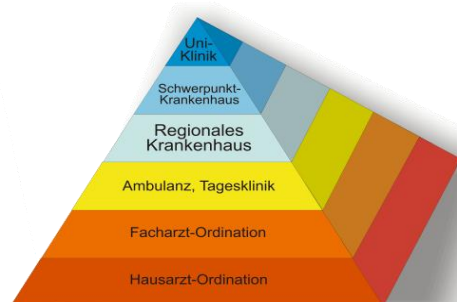 Uni-
Klinik
Schwerpunkt-
Krankenhaus
Regionales
Krankenhaus
Ambulanz, Tagesklinik
Facharzt-Ordination
Hausarzt-Ordination